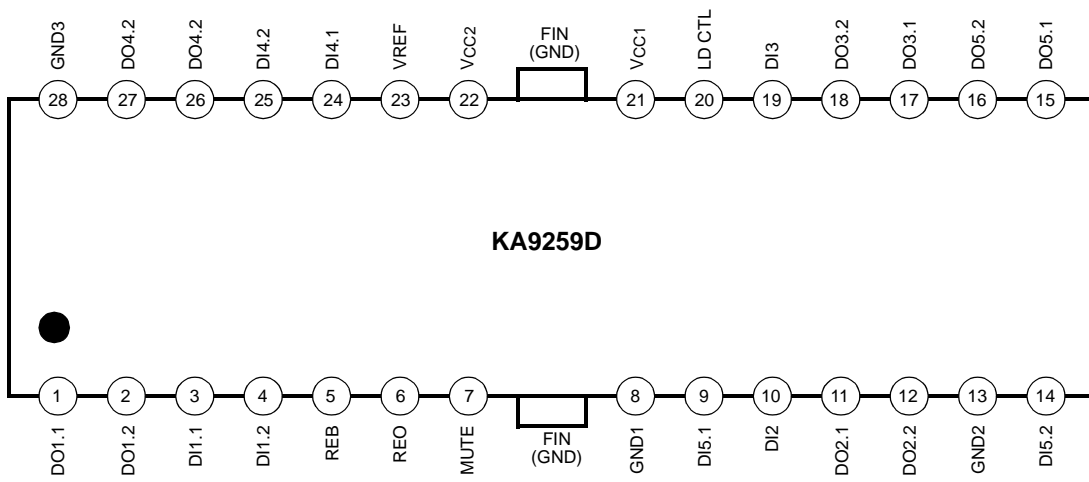 GND3
DO4.2
DO4.2
DI4.2
DI4.1
VREF
VCC2
FIN
(GND)
VCC1
LD CTL
DI3
DO3.2
DO3.1
DO5.2
DO5.1
28
27
26
25
24
23
22
21
20
19
18
17
16
15
KA9259D
1
2
3
4
5
6
7
8
9
10
11
12
13
14
DO1.1
DO1.2
DI1.1
DI1.2
REB
REO
MUTE
FIN
(GND)
GND1
DI5.1
DI2
DO2.1
DO2.2
GND2
DI5.2